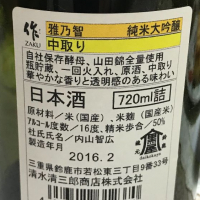 作 雅乃智 純米大吟醸
ZAKU 中取り
自社保存酵母、山田錦全量使用
瓶貯蔵、一回火入れ、原酒、中取り
華やかな香りと透明感のある味わい
日本酒 720ml詰
原材料／米(国産)、米麹(国産米)
アルコール度数／16度、精米歩合／50%
杜氏氏名／内山智広
製造年月
2016. 2
三重県鈴鹿市若松東三丁目9番33号
清水清三郎商店株式会社